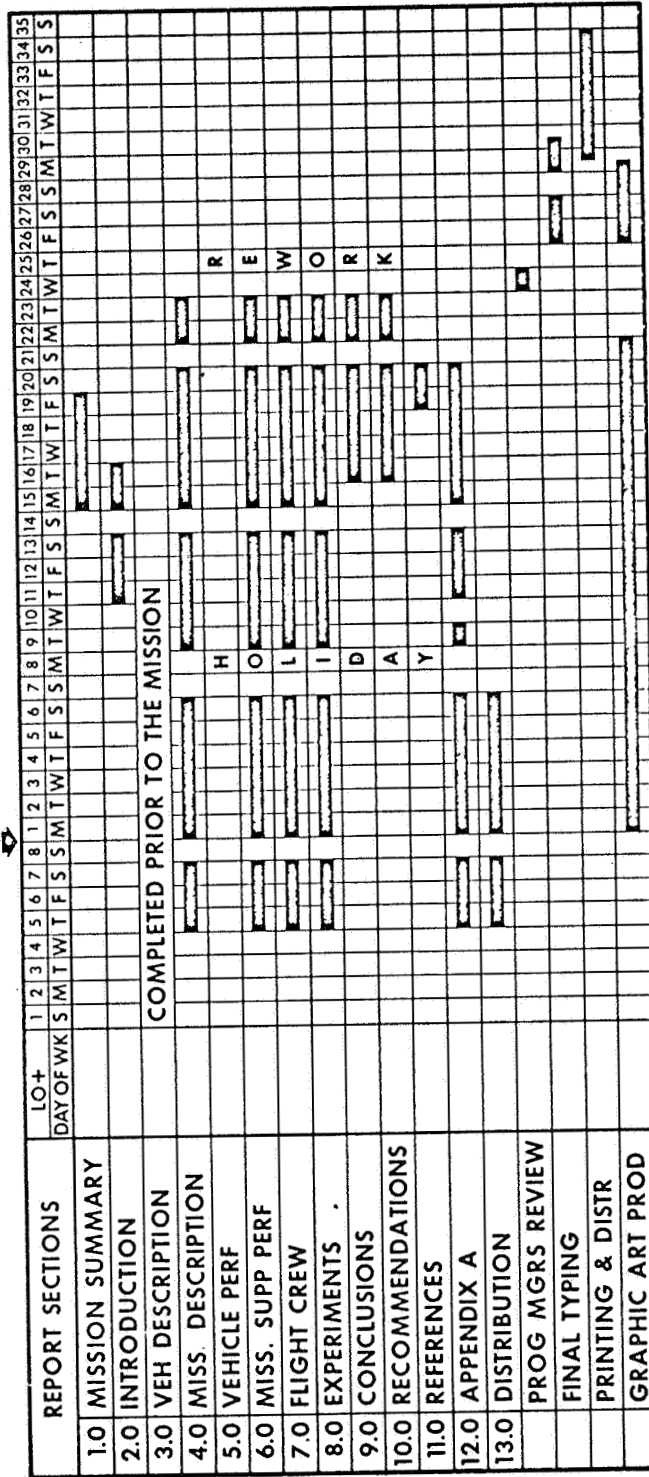 REPORT SECTIONS
LO+ 1 2 3 4 5 6 7 8 1 2 3 4 5 6 7 8 9 10 11 12 13 14 15 16 17 18 19 20 21 22 23 24 25 26 27 28 29 30 31 32 33 34 35
DAY OF WK S M T W T F S S M T W T F S S M T W T F S S M T W T F S S M T W T F S S M T W T F S S
1.0 MISSION SUMMARY
2.0 INTRODUCTION
3.0 VEH DESCRIPTION COMPLETED PRIOR TO THE MISSION
4.0 MISS. DESCRIPTION
5.0 VEHICLE PERF
6.0 MISS. SUPP PERF
7.0 FLIGHT CREW
8.0 EXPERIMENTS
9.0 CONCLUSIONS
10.0 RECOMMENDATIONS
11.0 REFERENCES
12.0 APPENDIX A
13.0 DISTRIBUTION
PROG MGRS REVIEW
FINAL TYPING
PRINTING & DISTR
GRAPHIC ART PROD
HOLIDAY
REWORK